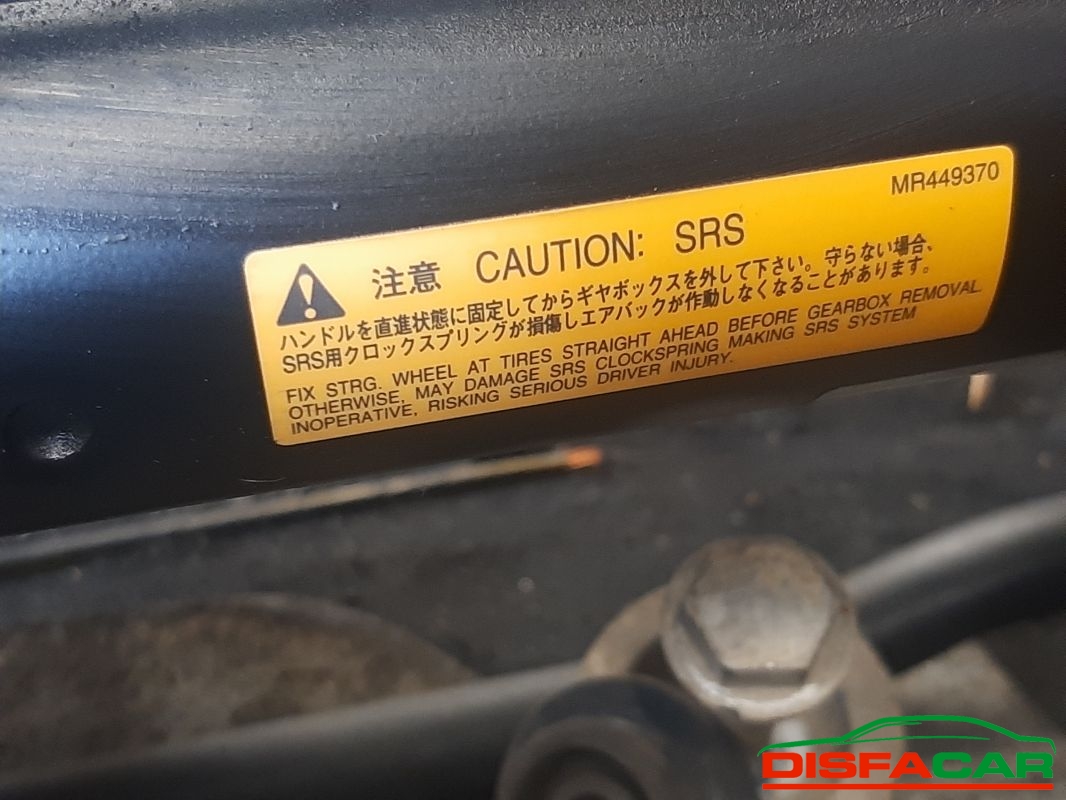 MR449370
注意 CAUTION: SRS
ハンドルを直進状態に固定してからギヤボックスを外して下さい。守らない場合、
SRS用クロックスプリングが損傷しエアバックが作動しなくなることがあります。
FIX STRG. WHEEL AT TIRES STRAIGHT AHEAD BEFORE GEARBOX REMOVAL
OTHERWISE, MAY DAMAGE SRS CLOCKSPRING MAKING SRS SYSTEM
INOPERATIVE, RISKING SERIOUS DRIVER INJURY.
DISFACAR